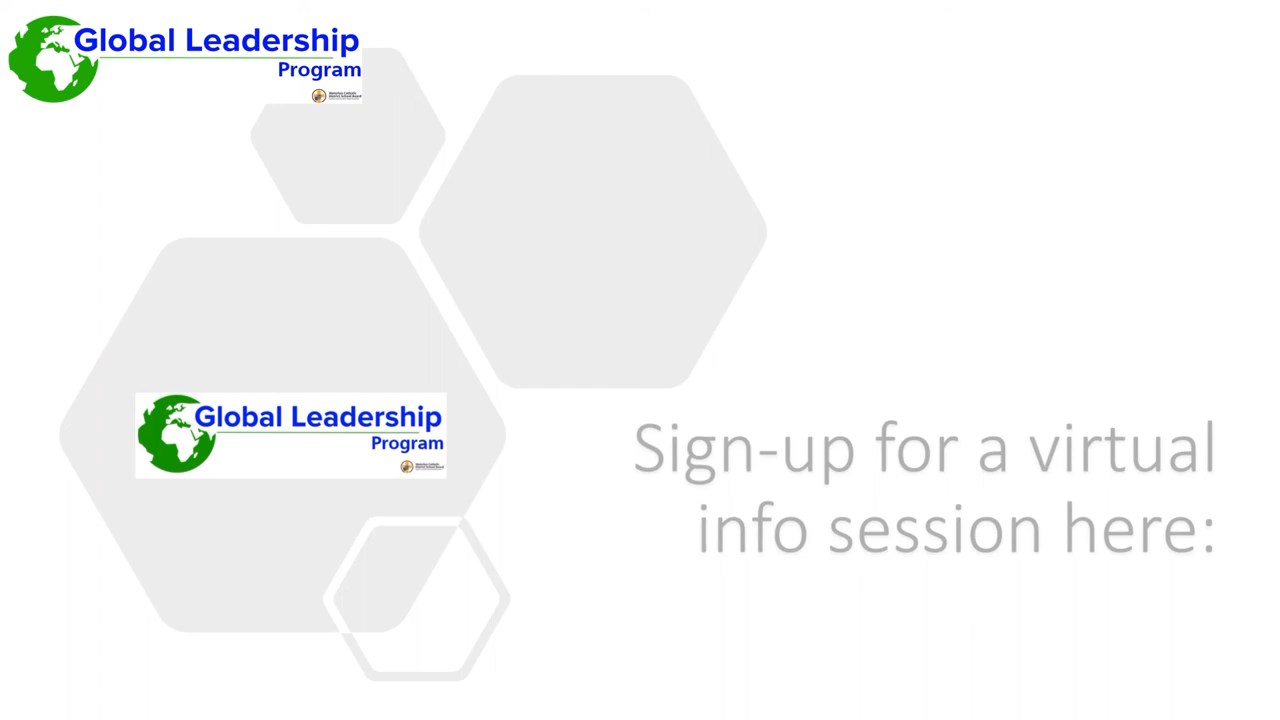 Global Leadership
Program
Global Leadership
Program
Sign-up for a virtual
info session here: